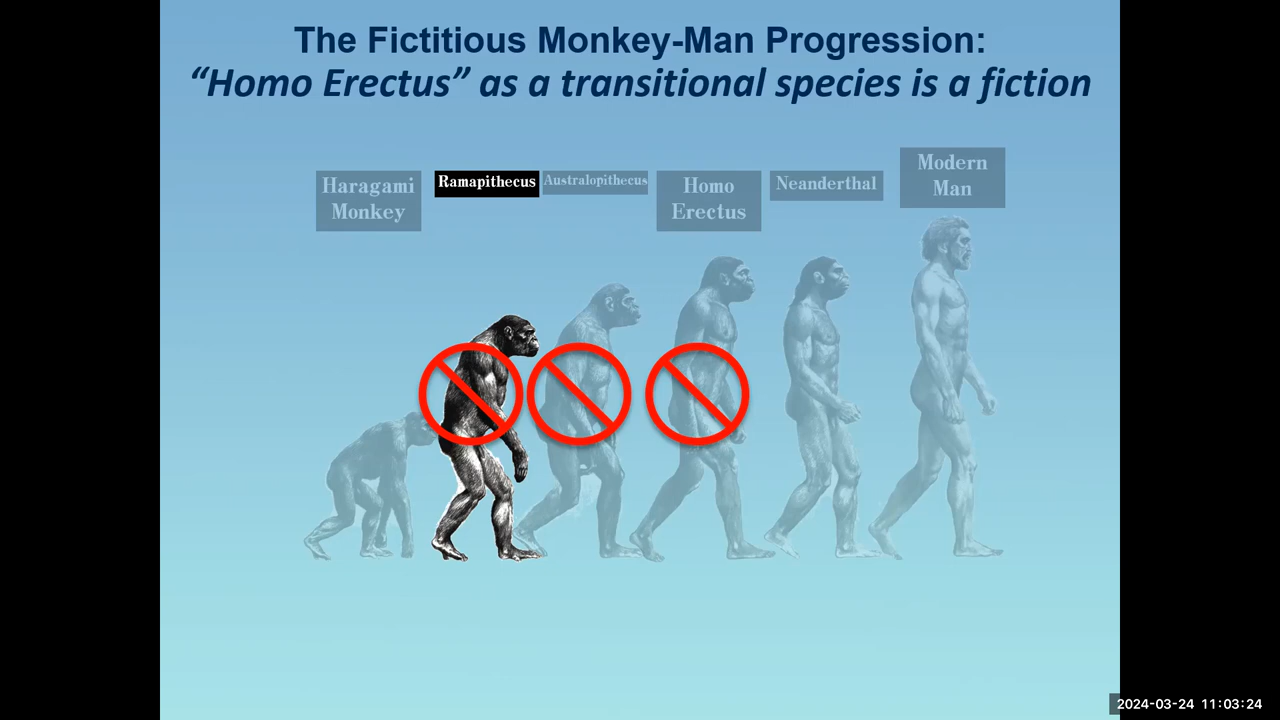 The Fictitious Monkey-Man Progression:
“Homo Erectus” as a transitional species is a fiction
Haragami
Monkey
Ramapithecus
Australopithecus
Homo
Erectus
Neanderthal
Modern
Man
2024-03-24 11:03:24